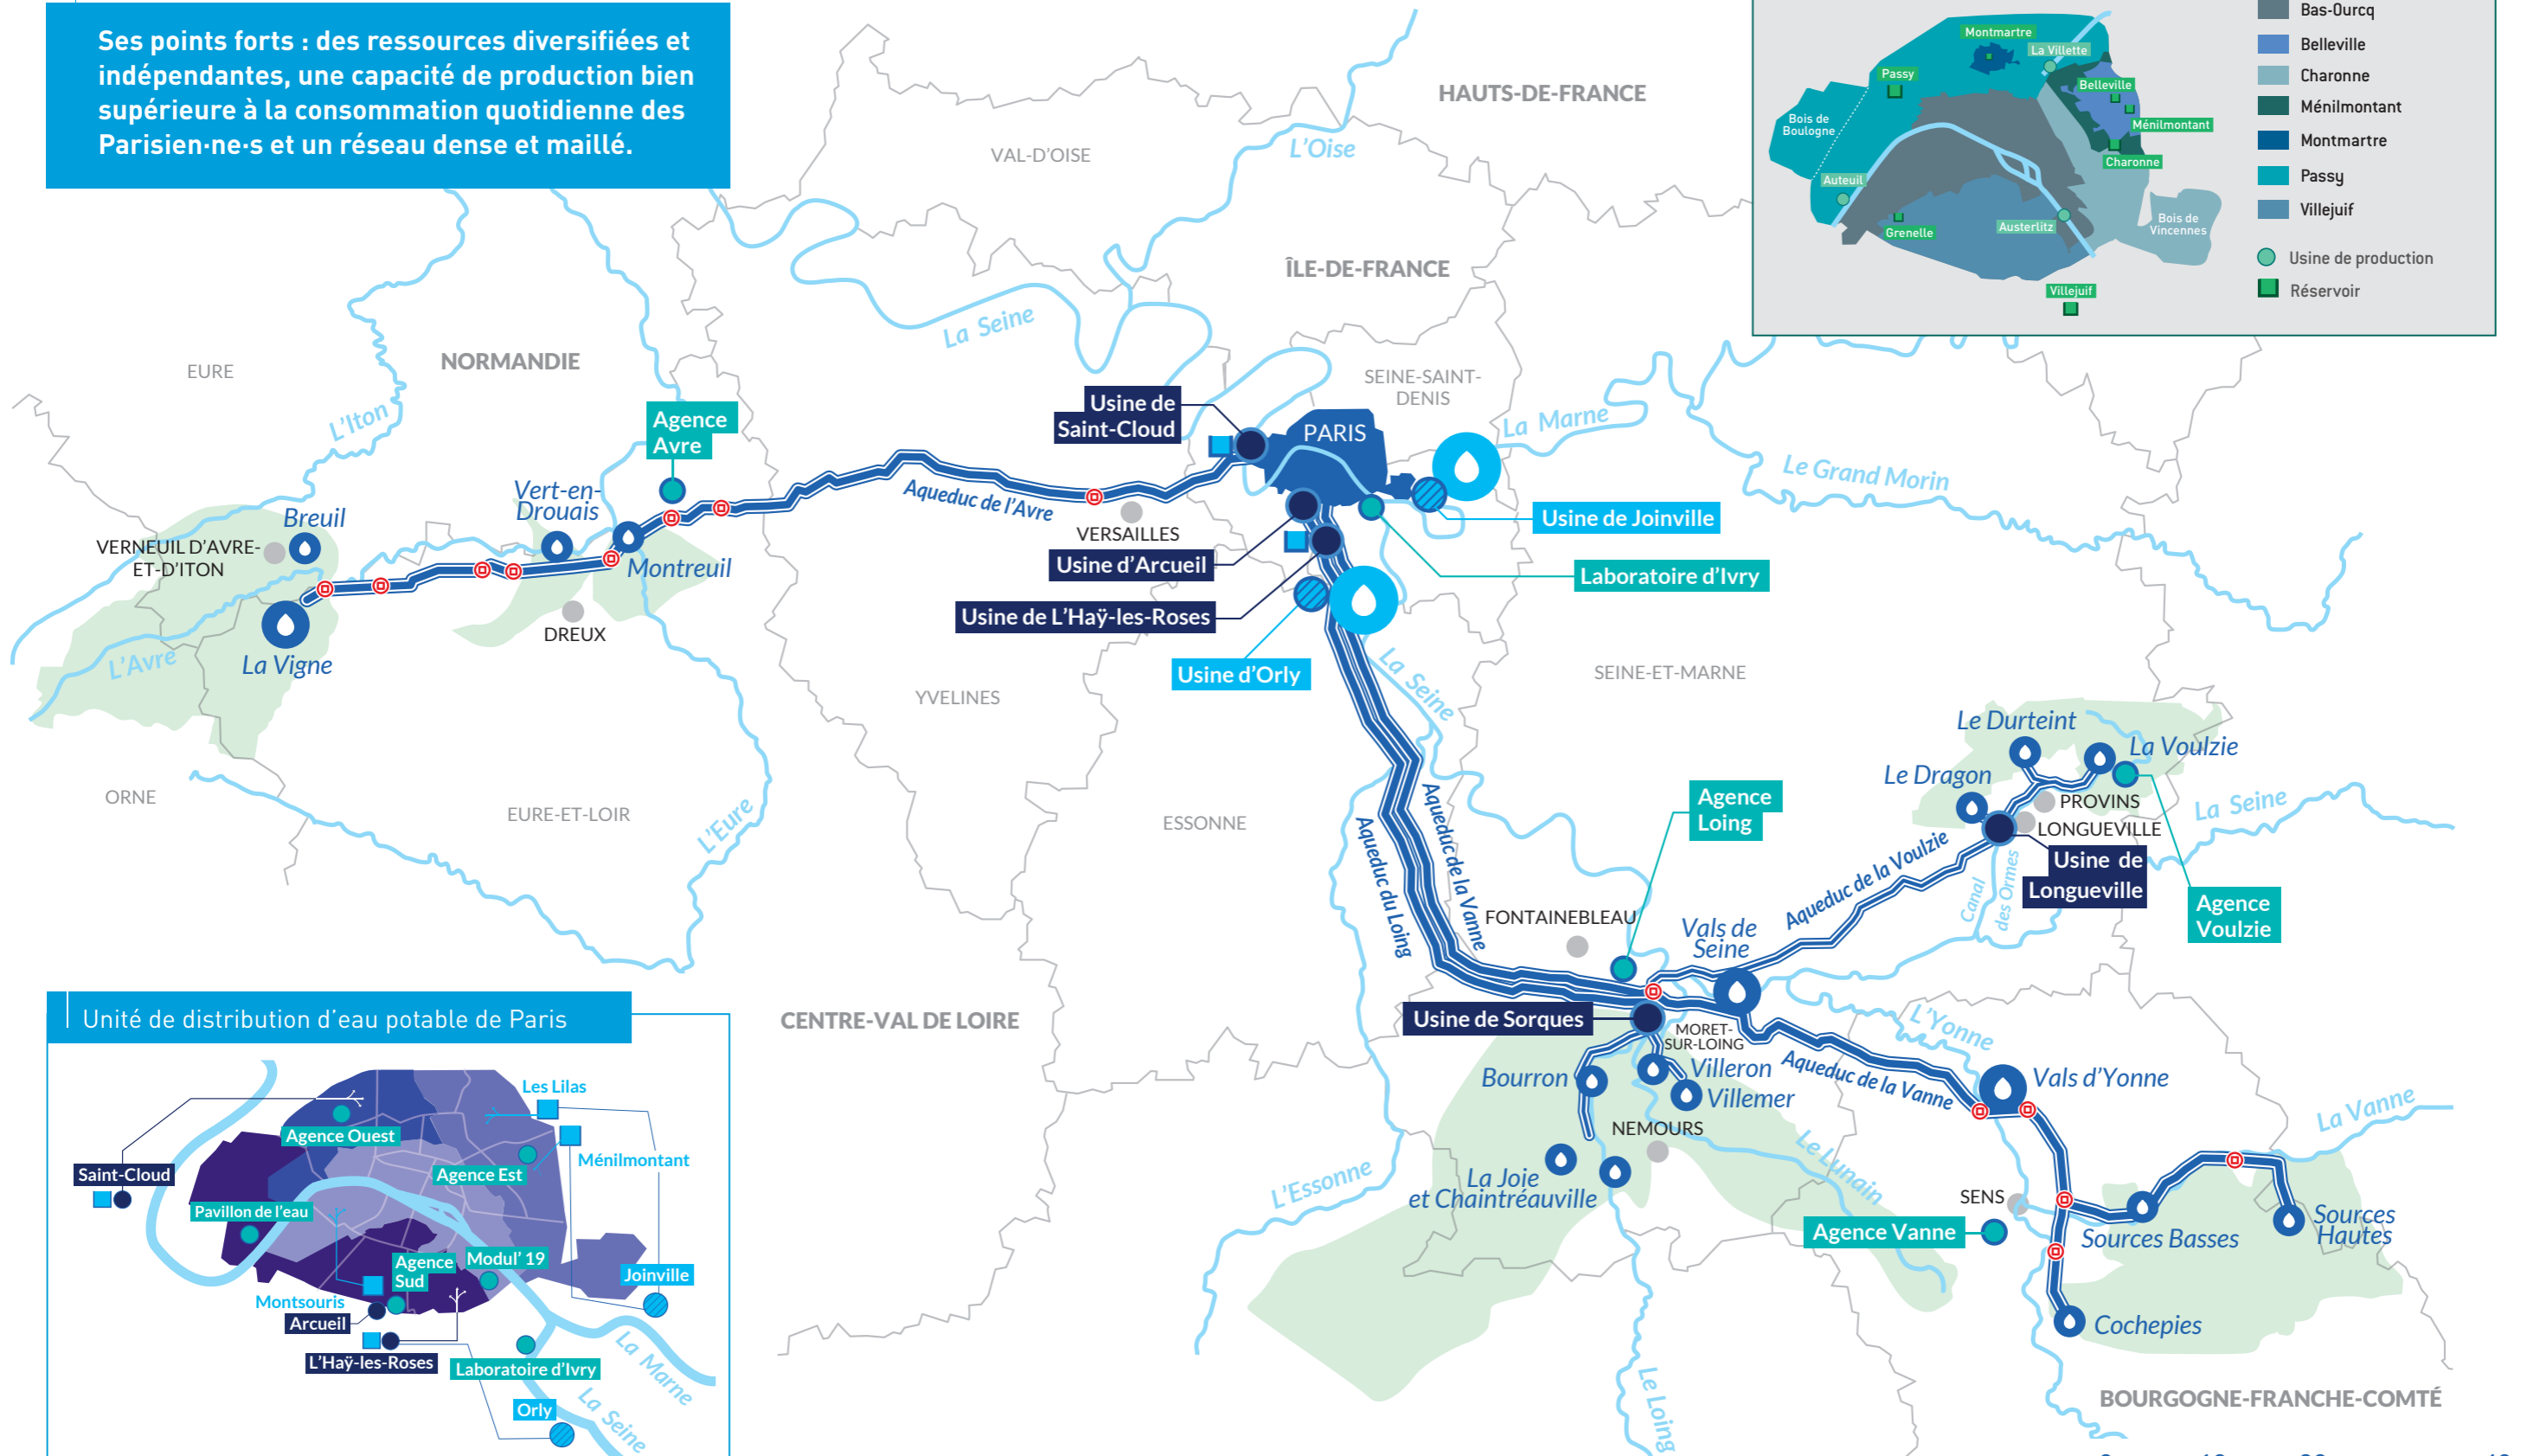 Ses points forts : des ressources diversifiées et
indépendantes, une capacité de production bien
supérieure à la consommation quotidienne des
Parisien·ne·s et un réseau dense et maillé.
Montmartre
La Villette
Passy
Belleville
Bois de
Boulogne
Ménilmontant
Charonne
Auteuil
Grenelle
Austerlitz
Bois de
Vincennes
Villejuif
Bas-Ourcq
Belleville
Charonne
Ménilmontant
Montmartre
Passy
Villejuif
Usine de production
Réservoir
HAUTS-DE-FRANCE
VAL-D'OISE
L'Oise
ÎLE-DE-FRANCE
La Seine
NORMANDIE
EURE
L'Iton
SEINE-SAINT-
DENIS
La Marne
Le Grand Morin
Agence
Avre
Usine de
Saint-Cloud
PARIS
Vert-en-
Drouais
Breuil
VERNEUIL D'AVRE-
ET-D'ITON
Montreuil
Aqueduc de l'Avre
VERSAILLES
Usine de Joinville
Usine d'Arcueil
Laboratoire d'Ivry
Usine de L'Haÿ-les-Roses
DREUX
L'Avre
La Vigne
Usine d'Orly
La Seine
YVELINES
SEINE-ET-MARNE
ORNE
EURE-ET-LOIR
L'Eure
ESSONNE
Le Durteint
La Voulzie
Le Dragon
PROVINS
LONGUEVILLE
La Seine
Usine de
Longueville
Agence
Voulzie
Canal
des Ormes
Agence
Loing
Aqueduc de la Vanne
Aqueduc du Loing
Aqueduc de la Voulzie
FONTAINEBLEAU
Vals de
Seine
CENTRE-VAL DE LOIRE
Usine de Sorques
MORET-
SUR-LOING
L'Yonne
Bourron
Villeron
Villemer
Aqueduc de la Vanne
Vals d'Yonne
La Vanne
NEMOURS
Le Lunain
La Joie
et Chaintréauville
L'Essonne
SENS
Agence Vanne
Sources Basses
Sources
Hautes
Cochepies
Le Loing
BOURGOGNE-FRANCHE-COMTÉ
Unité de distribution d'eau potable de Paris
Les Lilas
Agence Ouest
Ménilmontant
Saint-Cloud
Agence Est
Pavillon de l'eau
Agence
Sud
Modul' 19
Joinville
Montsouris
Arcueil
L'Haÿ-les-Roses
Laboratoire d'Ivry
La Marne
Orly
La Seine